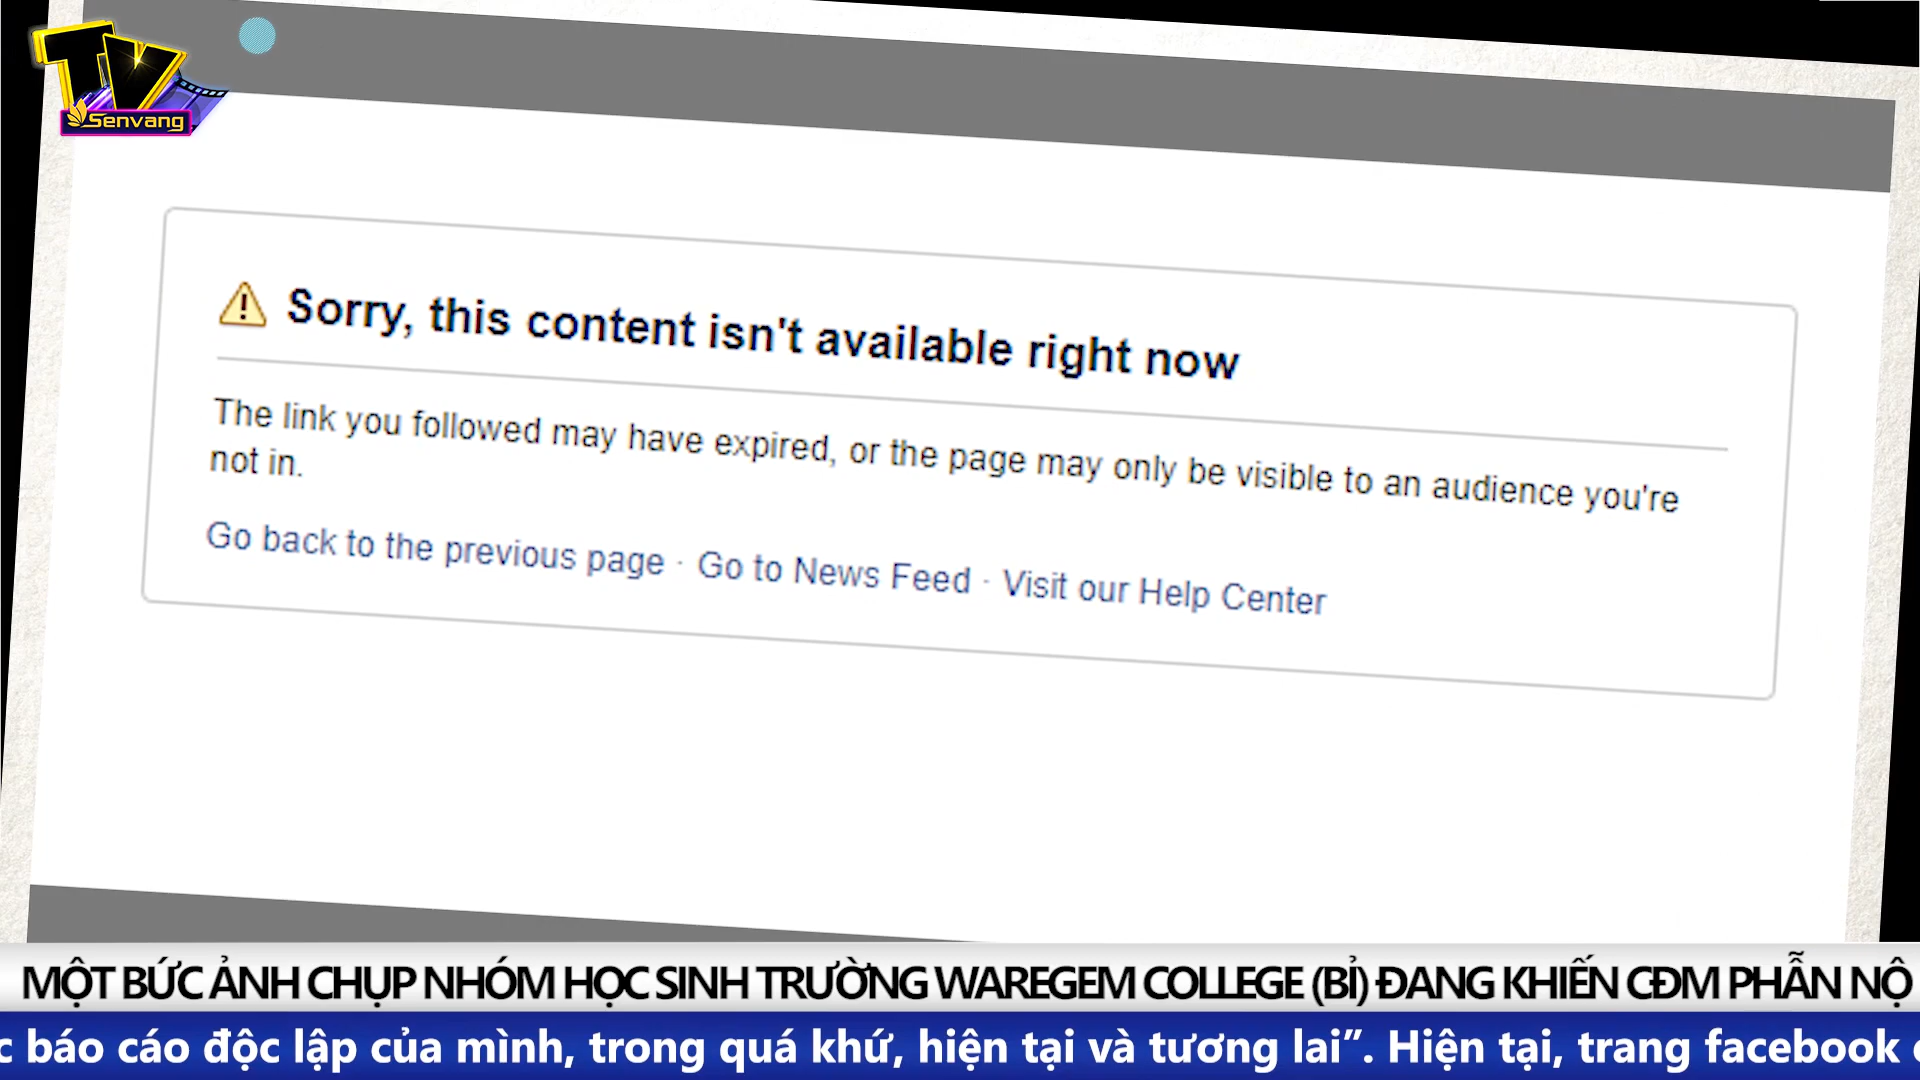 TV
Senvang
Sorry, this content isn't available right now
The link you followed may have expired, or the page may only be visible to an audience you're
not in.
Go back to the previous page · Go to News Feed · Visit our Help Center
MỘT BỨC ẢNH CHỤP NHÓM HỌC SINH TRƯỜNG WAREGEM COLLEGE (BỈ) ĐANG KHIẾN CĐM PHẪN NỘ
báo cáo độc lập của mình, trong quá khứ, hiện tại và tương lai”. Hiện tại, trang facebook